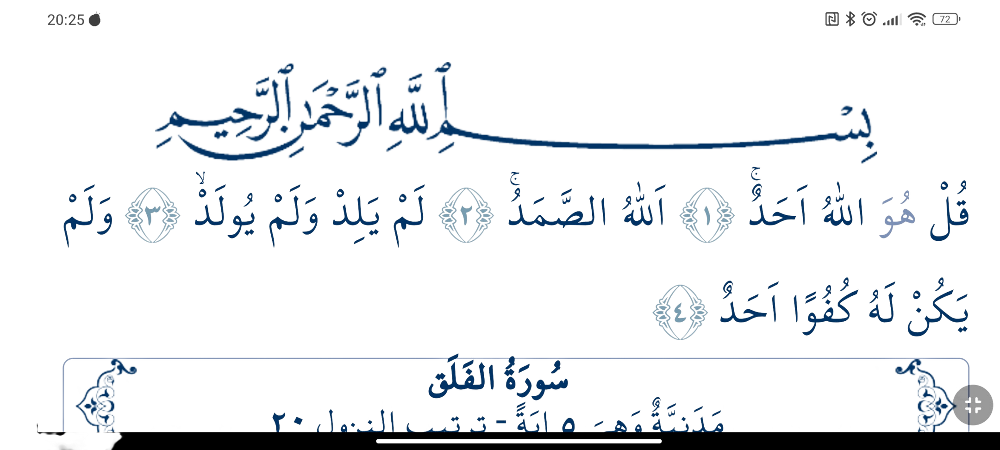 20:25 72
بِسْمِ ٱللَّهِ ٱلرَّحْمَٰنِ ٱلرَّحِيمِ
قُلْ هُوَ اللّٰهُ اَحَدٌۚ ﴿١﴾ اَللّٰهُ الصَّمَدُۚ ﴿٢﴾ لَمْ يَلِدْ وَلَمْ يُولَدْۙ ﴿٣﴾ وَلَمْ
يَكُنْ لَهُ كُفُوًا اَحَدٌ ﴿٤﴾
سُورَةُ الفَلَق
مَدَنِيَّةٌ وَهِيَ ٥ اٰيَةً - ترتيب النزول ٢٠